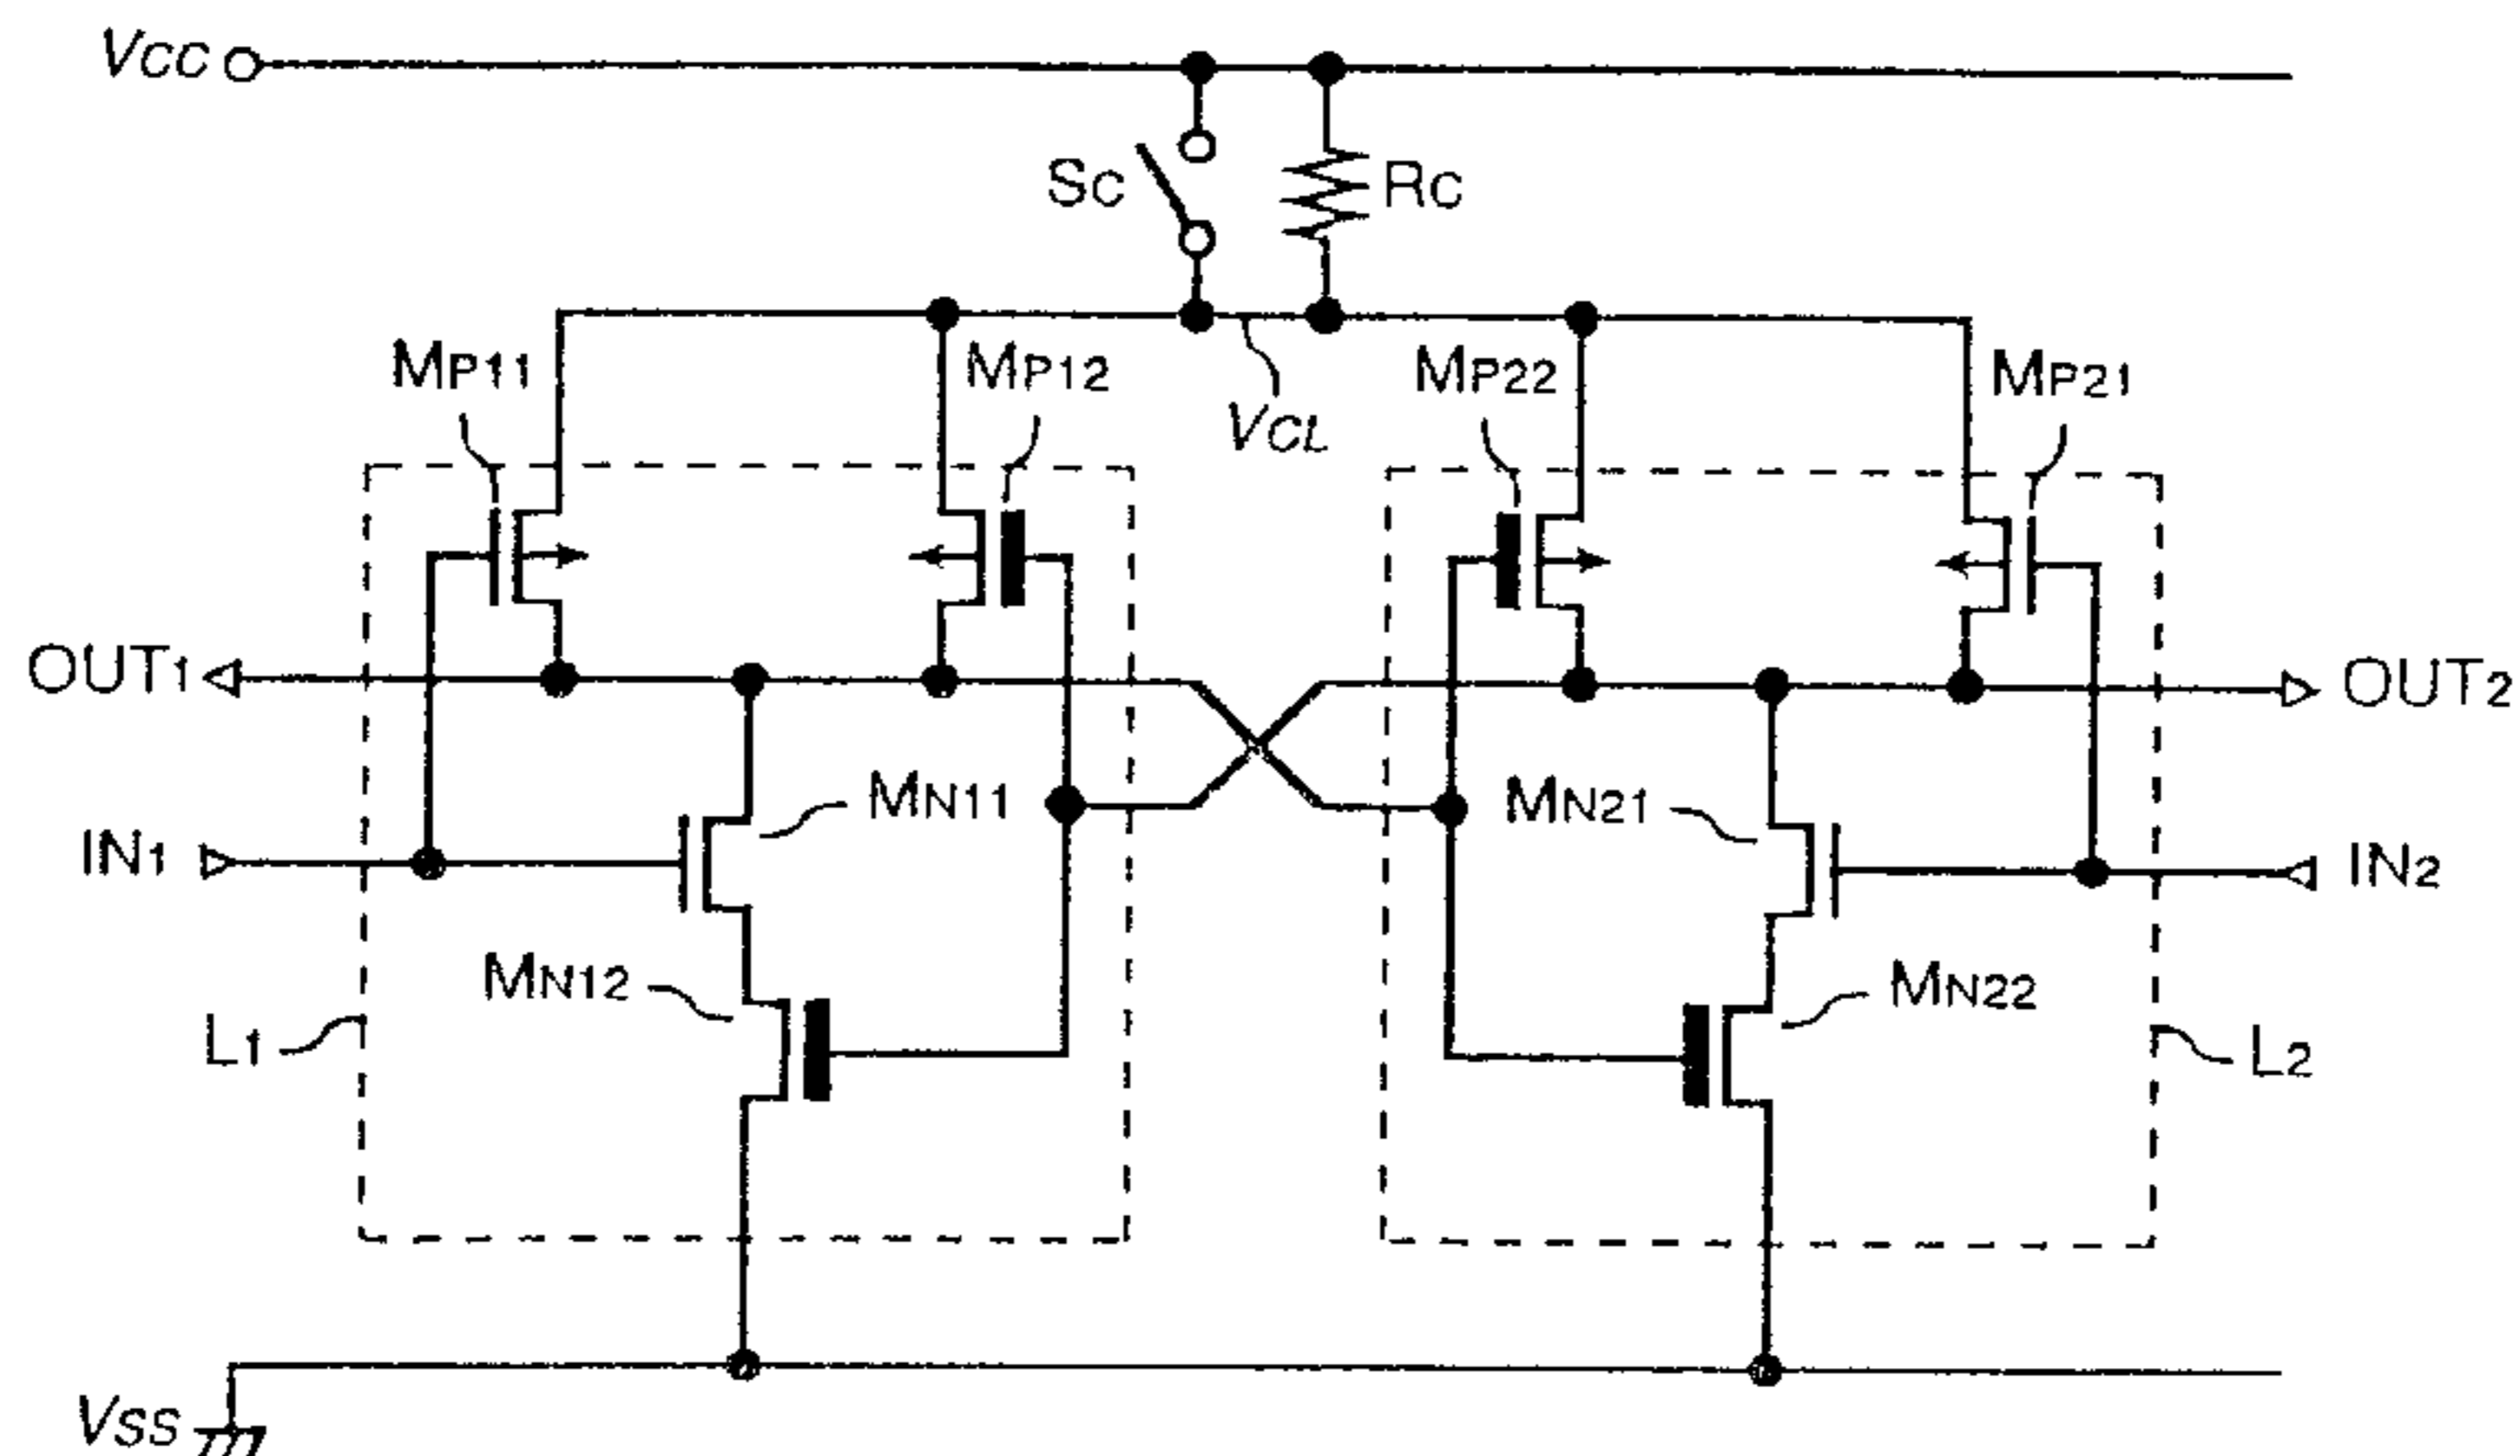 VCC
SC RC
MP11 MP12 VCL MP22 MP21
OUT1 OUT2
MN11 MN21
IN1 IN2
MN12 MN22
L1 L2
VSS